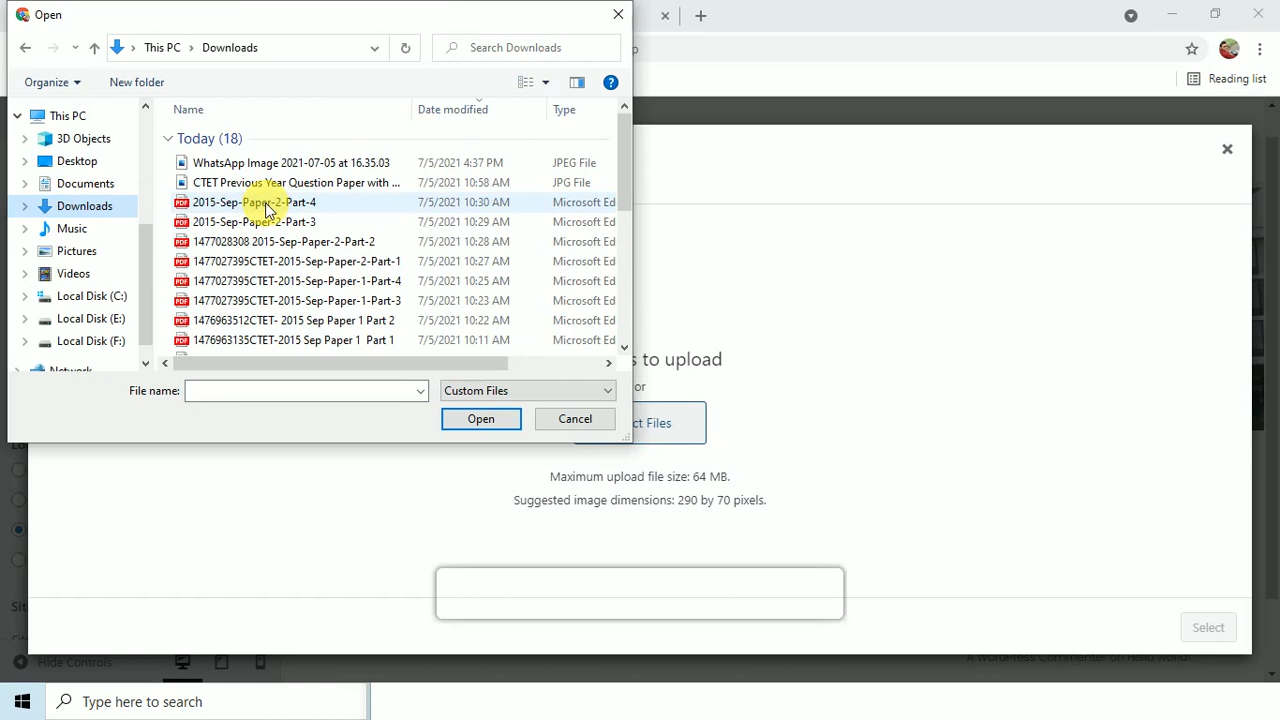 Open
This PC > Downloads
Search Downloads
Organize
New folder
Reading list
Name
Date modified
Type
This PC
3D Objects
Desktop
Documents
Downloads
Music
Pictures
Videos
Local Disk (C:)
Local Disk (E:)
Local Disk (F:)
Network
Today (18)
WhatsApp Image 2021-07-05 at 16.35.03 7/5/2021 4:37 PM JPEG File
CTET Previous Year Question Paper with ... 7/5/2021 10:58 AM JPG File
2015-Sep-Paper-2-Part-4 7/5/2021 10:30 AM Microsoft Ed
2015-Sep-Paper-2-Part-3 7/5/2021 10:29 AM Microsoft Ed
1477028308 2015-Sep-Paper-2-Part-2 7/5/2021 10:28 AM Microsoft Ed
1477027395CTET-2015-Sep-Paper-2-Part-1 7/5/2021 10:27 AM Microsoft Ed
1477027395CTET-2015-Sep-Paper-1-Part-4 7/5/2021 10:25 AM Microsoft Ed
1477027395CTET-2015-Sep-Paper-1-Part-3 7/5/2021 10:23 AM Microsoft Ed
1476963512CTET- 2015 Sep Paper 1 Part 2 7/5/2021 10:22 AM Microsoft Ed
1476963135CTET-2015 Sep Paper 1 Part 1 7/5/2021 10:11 AM Microsoft Ed
File name:
Custom Files
Open
Cancel
s to upload
or
ct Files
Maximum upload file size: 64 MB.
Suggested image dimensions: 290 by 70 pixels.
Select
Hide Controls
A WordPress Commenter on Hello world!
Type here to search